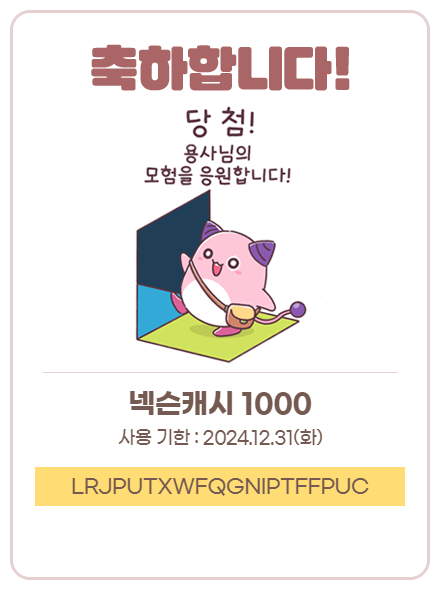 축하합니다!
당 첨!
용사님의
모험을 응원합니다!
넥슨캐시 1000
사용 기한 : 2024.12.31(화)
LRJPUTXWFQGNIPTFFPUC